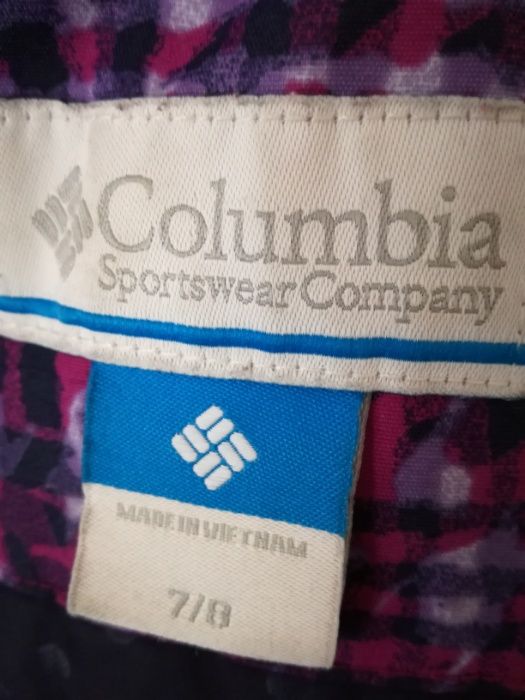 Columbia
Sportswear Company
MADE IN VIETNAM
7/8